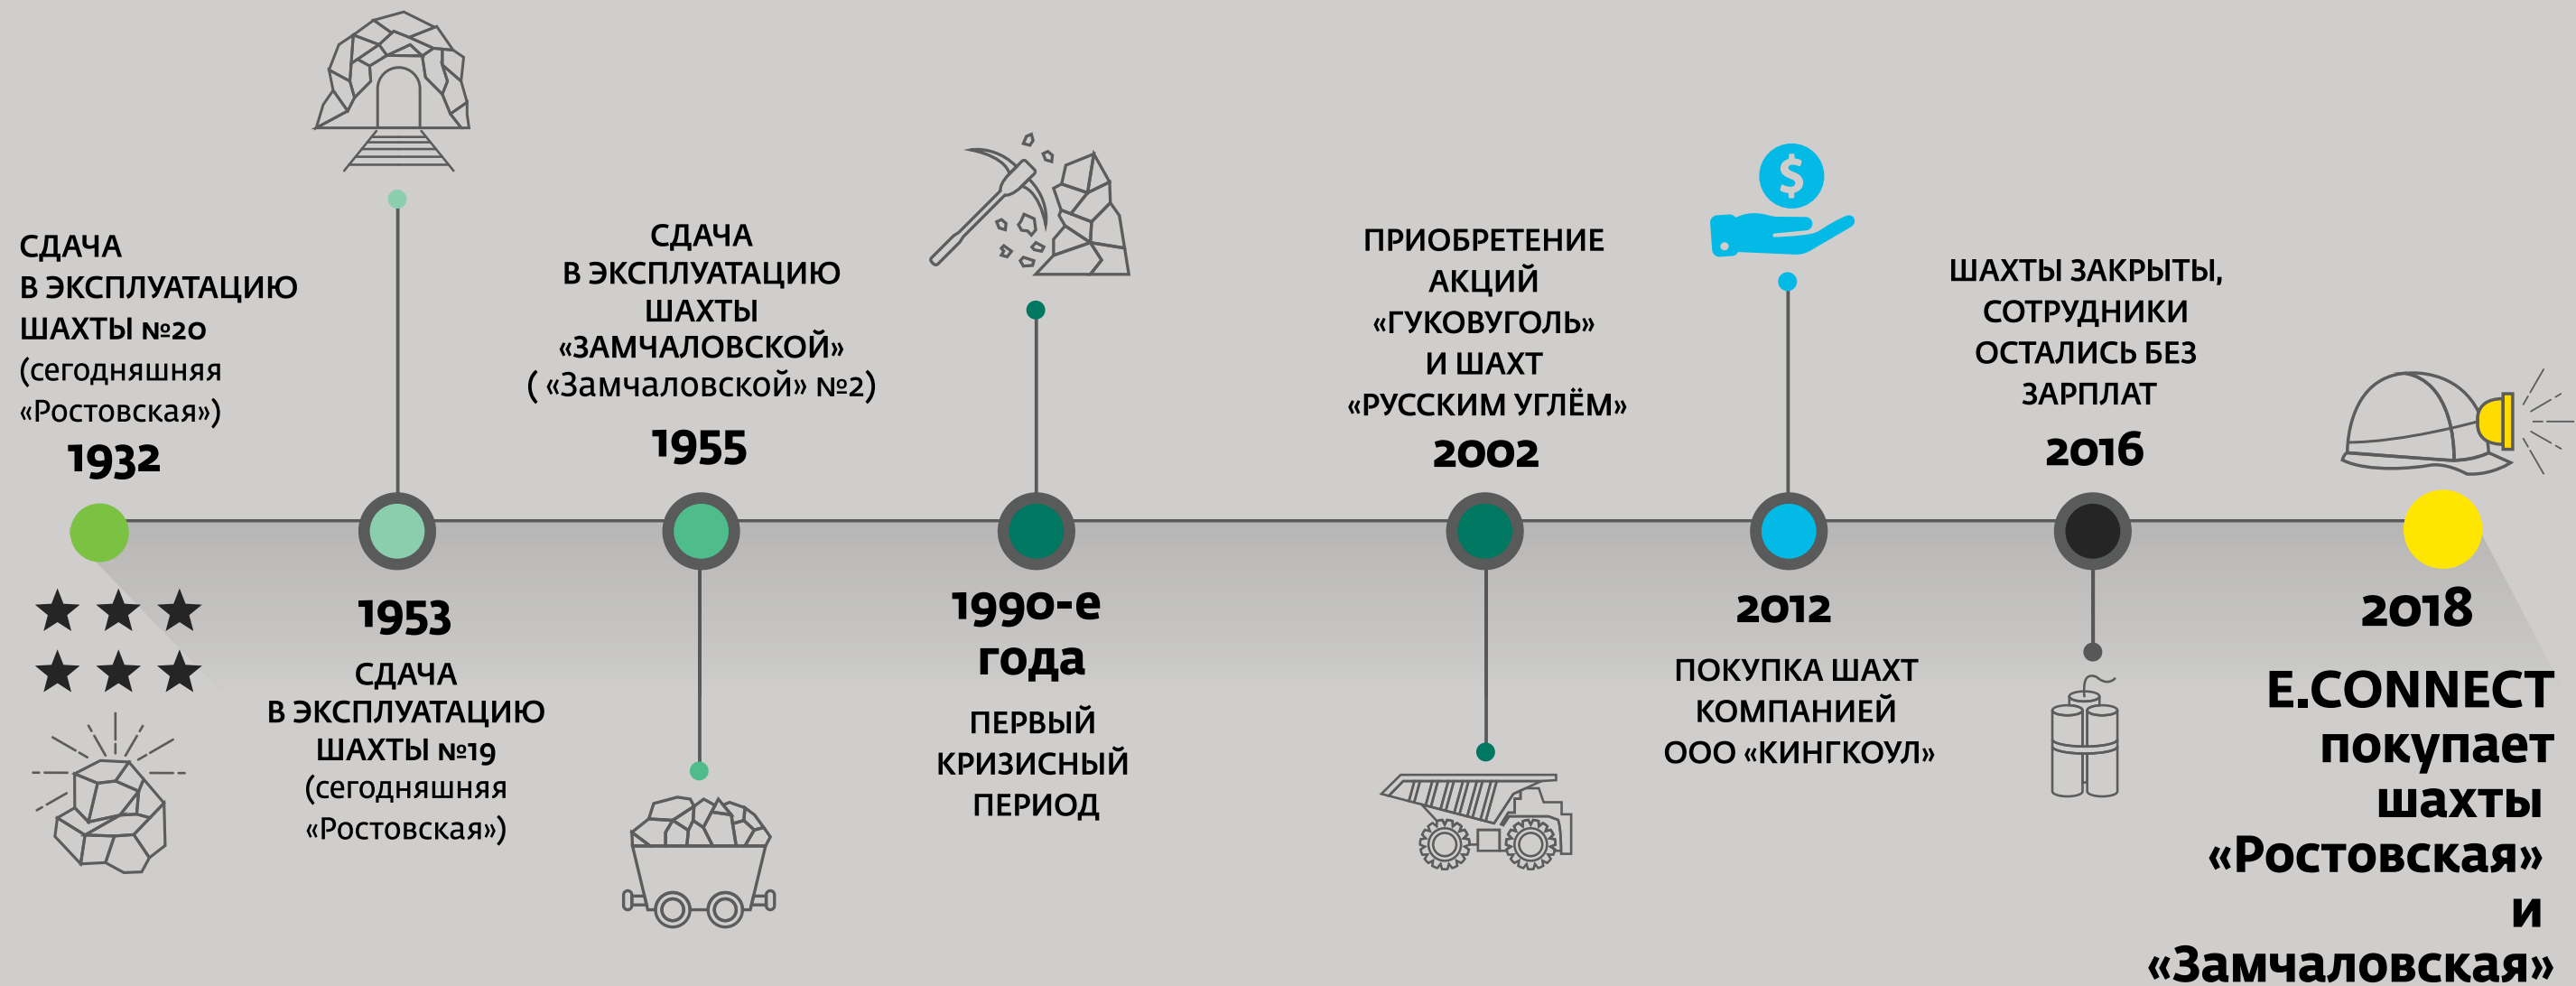 СДАЧА
В ЭКСПЛУАТАЦИЮ
ШАХТЫ №20
(сегодняшняя
«Ростовская»)
1932
1953
СДАЧА
В ЭКСПЛУАТАЦИЮ
ШАХТЫ №19
(сегодняшняя
«Ростовская»)
СДАЧА
В ЭКСПЛУАТАЦИЮ
ШАХТЫ
«ЗАМЧАЛОВСКОЙ»
( «Замчаловской» №2)
1955
1990-е
года
ПЕРВЫЙ
КРИЗИСНЫЙ
ПЕРИОД
ПРИОБРЕТЕНИЕ
АКЦИЙ
«ГУКОВУГОЛЬ»
И ШАХТ
«РУССКИМ УГЛЁМ»
2002
$
2012
ПОКУПКА ШАХТ
КОМПАНИЕЙ
ООО «КИНГКОУЛ»
ШАХТЫ ЗАКРЫТЫ,
СОТРУДНИКИ
ОСТАЛИСЬ БЕЗ
ЗАРПЛАТ
2016
2018
E.CONNECT
покупает
шахты
«Ростовская»
и
«Замчаловская»